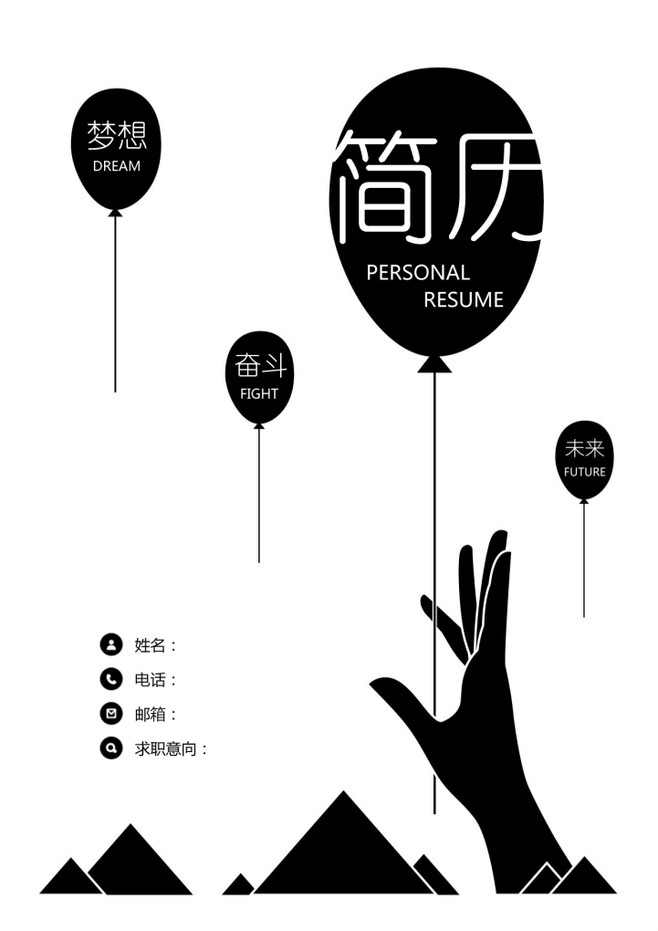 梦想
DREAM
简历
PERSONAL
RESUME
奋斗
FIGHT
未来
FUTURE
姓名：
电话：
邮箱：
求职意向：